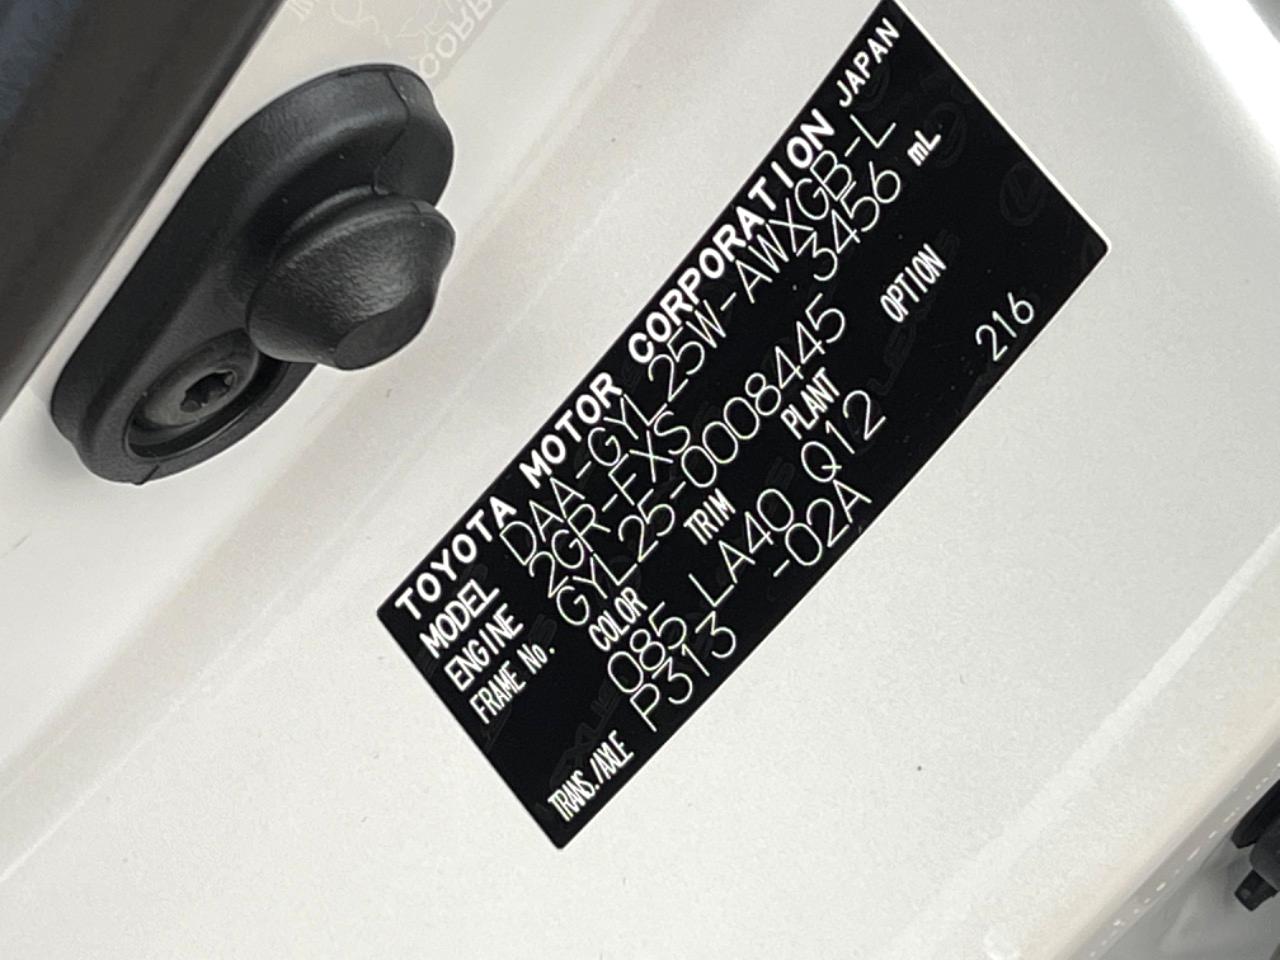 TOYOTA MOTOR CORPORATION JAPAN
MODEL DAA-GYL25W-AWXGB-L
ENGINE 2GR-FXS 3456 mL
FRAME No. GYL25-0008445
COLOR TRIM PLANT OPTION
085 LA40 Q12 216
TRANS./AXLE P313 -02A